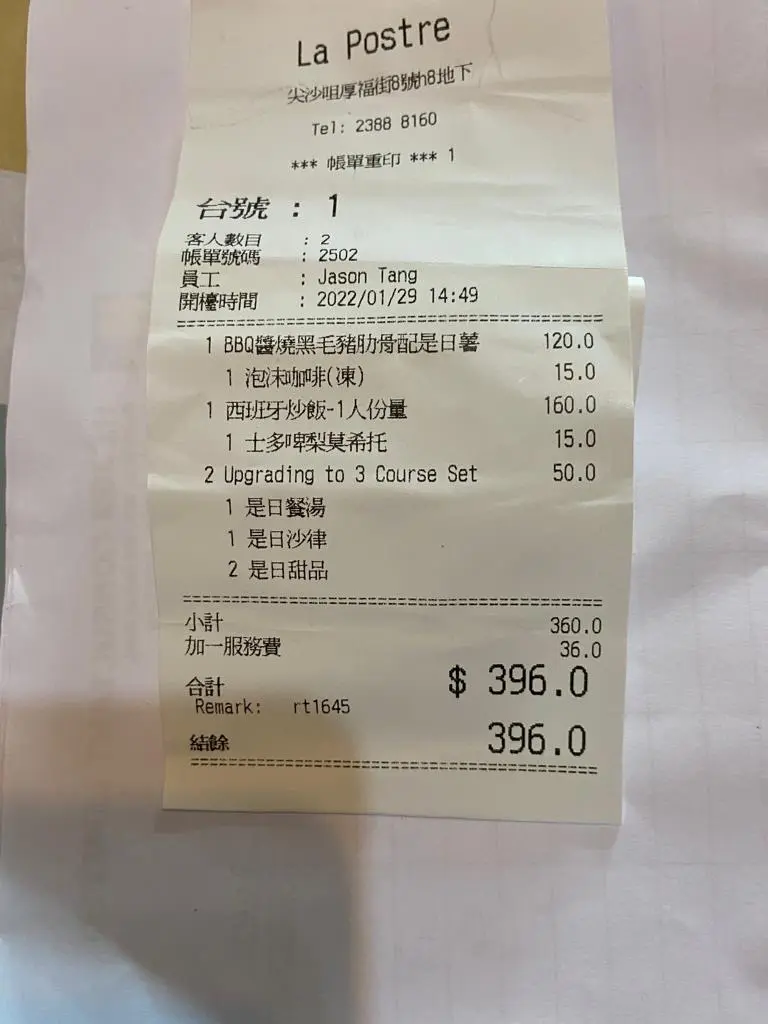 La Postre
尖沙咀厚福街8號h8地下
Tel: 2388 8160
*** 帳單重印 *** 1
台號 : 1
客人數目 : 2
帳單號碼 : 2502
員工 : Jason Tang
開檯時間 : 2022/01/29 14:49
1 BBQ醬燒黑毛豬肋骨配是日薯 120.0
1 泡沫咖啡(凍) 15.0
1 西班牙炒飯-1人份量 160.0
1 士多啤梨莫希托 15.0
2 Upgrading to 3 Course Set 50.0
1 是日餐湯
1 是日沙律
2 是日甜品
小計 360.0
加一服務費 36.0
合計 $ 396.0
Remark: rt1645
結餘 396.0